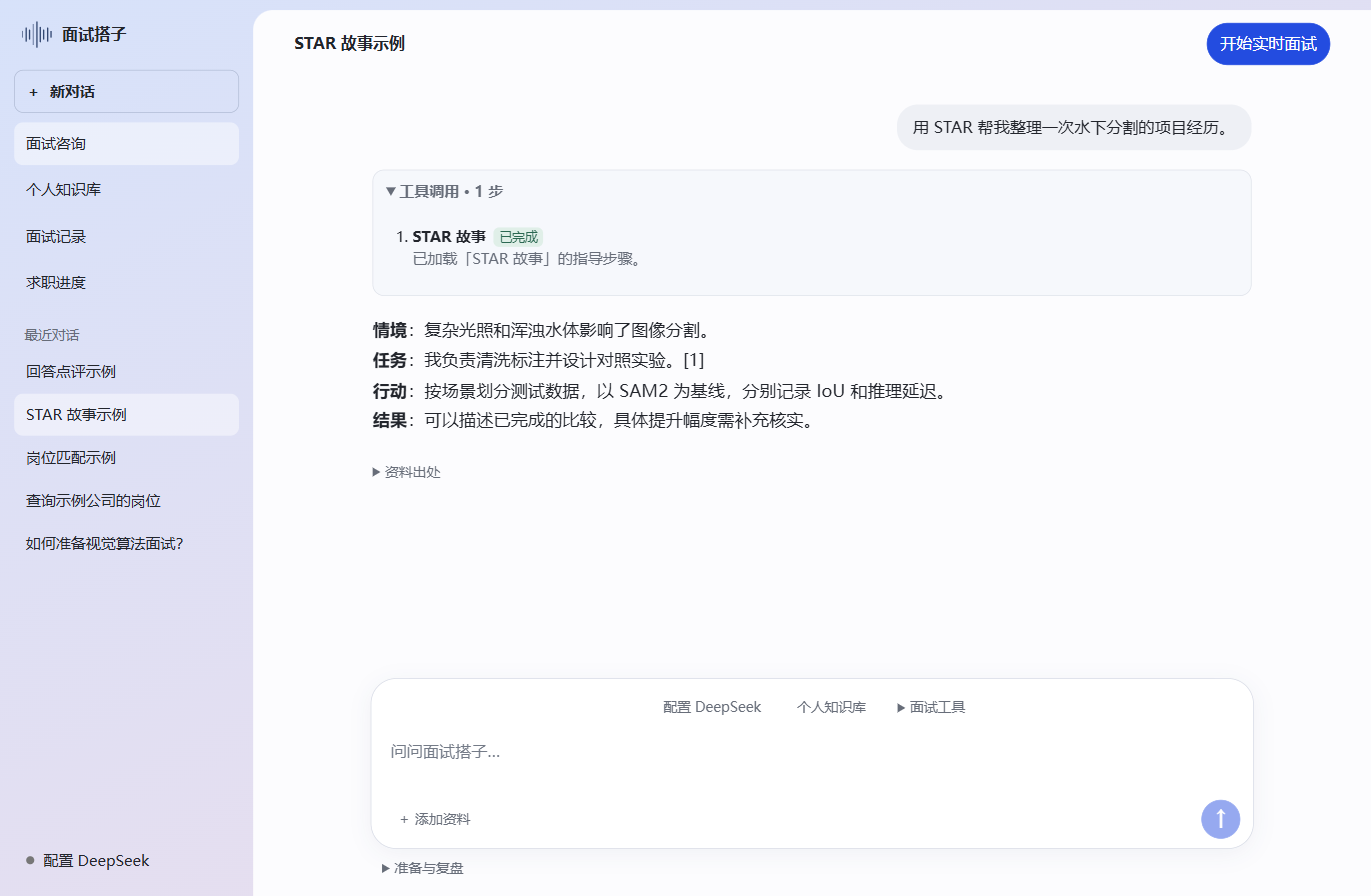 面试搭子
+ 新对话
面试咨询
个人知识库
面试记录
求职进度
最近对话
回答点评示例
STAR 故事示例
岗位匹配示例
查询示例公司的岗位
如何准备视觉算法面试?
配置 DeepSeek
STAR 故事示例
开始实时面试
用 STAR 帮我整理一次水下分割的项目经历。
工具调用 • 1 步
1. STAR 故事 已完成
已加载「STAR 故事」的指导步骤。
情境：复杂光照和浑浊水体影响了图像分割。
任务：我负责清洗标注并设计对照实验。[1]
行动：按场景划分测试数据，以 SAM2 为基线，分别记录 IoU 和推理延迟。
结果：可以描述已完成的比较，具体提升幅度需补充核实。
资料出处
配置 DeepSeek 个人知识库 面试工具
问问面试搭子...
+ 添加资料
准备与复盘